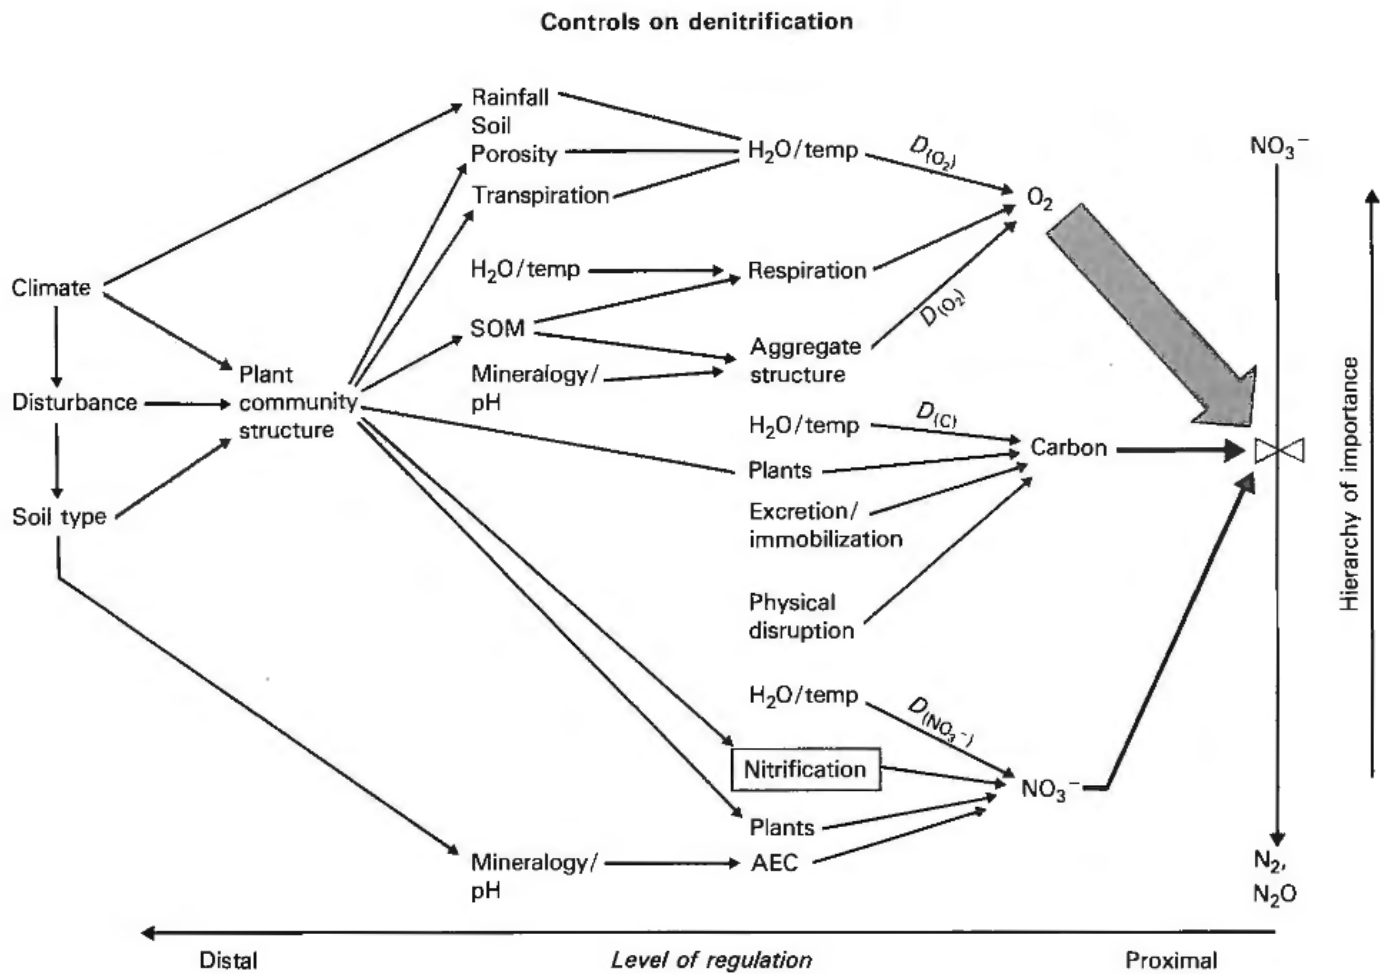 Controls on denitrification
Rainfall
Soil
Porosity
Transpiration
H₂O/temp
D(O₂)
O₂
NO₃⁻
H₂O/temp
Respiration
Climate
SOM
D(O₂)
Mineralogy/
pH
Aggregate
structure
Disturbance
Plant
community
structure
H₂O/temp
D(C)
Carbon
Plants
Soil type
Excretion/
immobilization
Physical
disruption
Hierarchy of importance
H₂O/temp
D(NO₃⁻)
Nitrification
NO₃⁻
Plants
Mineralogy/
pH
AEC
N₂,
N₂O
Distal
Level of regulation
Proximal